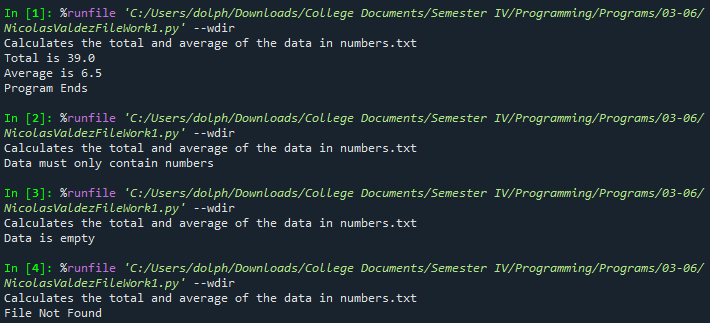 In [1]: %runfile 'C:/Users/dolph/Downloads/College Documents/Semester IV/Programming/Programs/03-06/
NicolasValdezFileWork1.py' --wdir
Calculates the total and average of the data in numbers.txt
Total is 39.0
Average is 6.5
Program Ends
In [2]: %runfile 'C:/Users/dolph/Downloads/College Documents/Semester IV/Programming/Programs/03-06/
NicolasValdezFileWork1.py' --wdir
Calculates the total and average of the data in numbers.txt
Data must only contain numbers
In [3]: %runfile 'C:/Users/dolph/Downloads/College Documents/Semester IV/Programming/Programs/03-06/
NicolasValdezFileWork1.py' --wdir
Calculates the total and average of the data in numbers.txt
Data is empty
In [4]: %runfile 'C:/Users/dolph/Downloads/College Documents/Semester IV/Programming/Programs/03-06/
NicolasValdezFileWork1.py' --wdir
Calculates the total and average of the data in numbers.txt
File Not Found